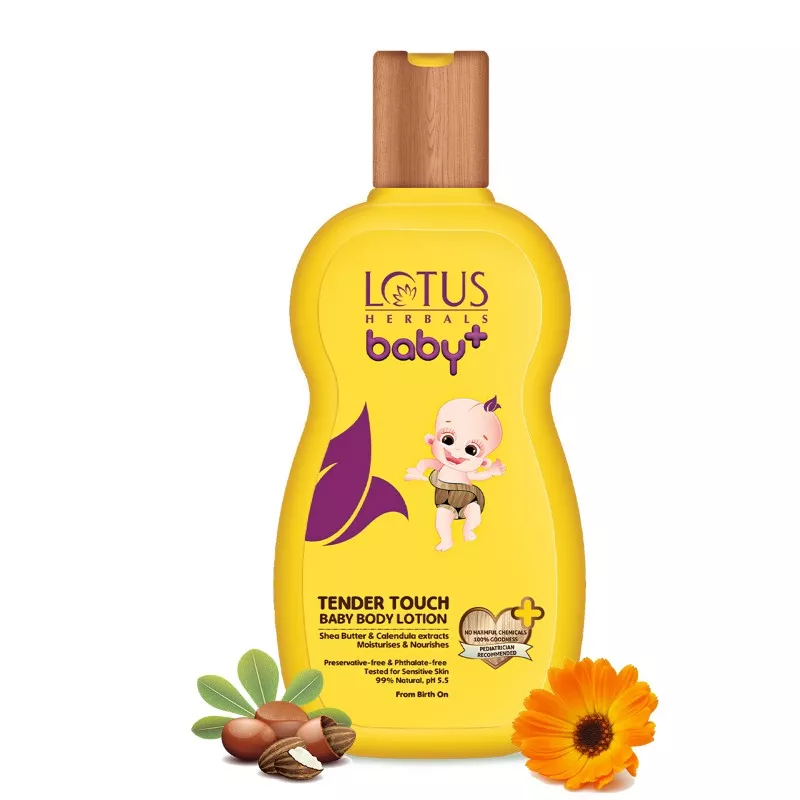 LOTUS
HERBALS
baby+
TENDER TOUCH
BABY BODY LOTION
Shea Butter & Calendula extracts
Moisturises & Nourishes
Preservative-free & Phthalate-free
Tested for Sensitive Skin
99% Natural, pH 5.5
From Birth On
NO HARMFUL CHEMICALS
100% GOODNESS
PEDIATRICIAN
RECOMMENDED